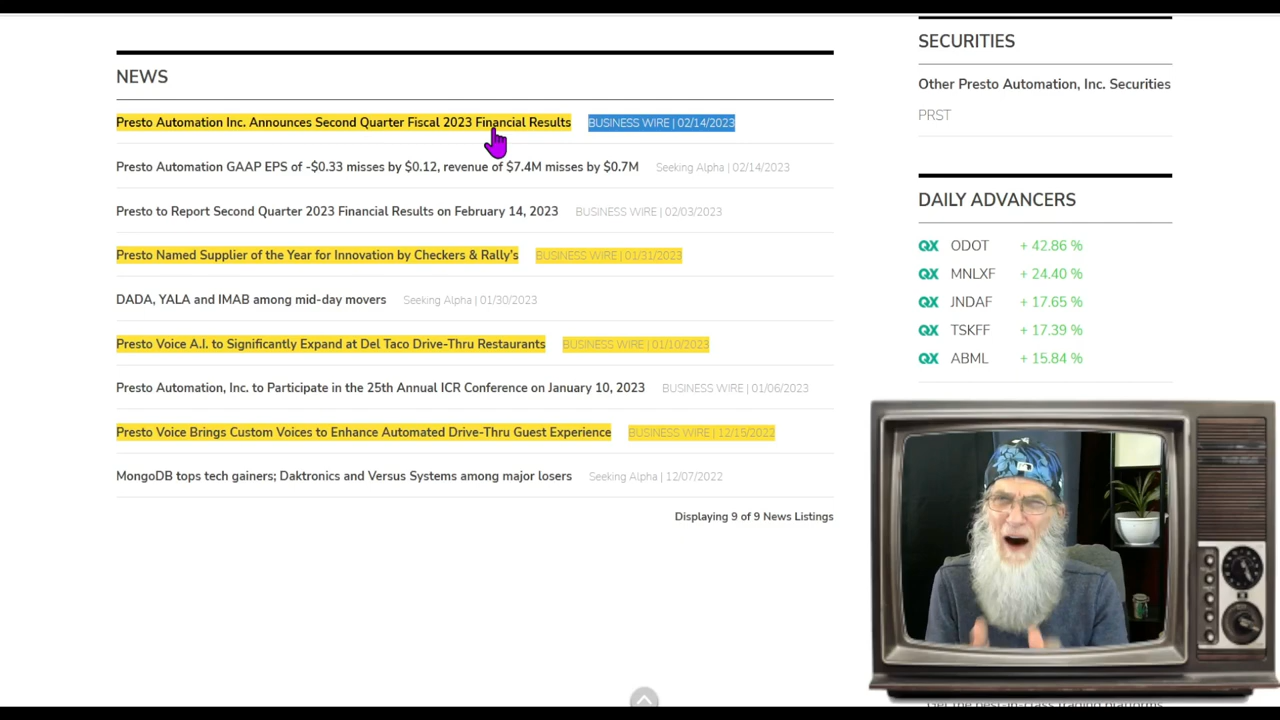 NEWS
Presto Automation Inc. Announces Second Quarter Fiscal 2023 Financial Results BUSINESS WIRE | 02/14/2023
Presto Automation GAAP EPS of -$0.33 misses by $0.12, revenue of $7.4M misses by $0.7M Seeking Alpha | 02/14/2023
Presto to Report Second Quarter 2023 Financial Results on February 14, 2023 BUSINESS WIRE | 02/03/2023
Presto Named Supplier of the Year for Innovation by Checkers & Rally's BUSINESS WIRE | 01/31/2023
DADA, YALA and IMAB among mid-day movers Seeking Alpha | 01/30/2023
Presto Voice A.I. to Significantly Expand at Del Taco Drive-Thru Restaurants BUSINESS WIRE | 01/10/2023
Presto Automation, Inc. to Participate in the 25th Annual ICR Conference on January 10, 2023 BUSINESS WIRE | 01/06/2023
Presto Voice Brings Custom Voices to Enhance Automated Drive-Thru Guest Experience BUSINESS WIRE | 12/15/2022
MongoDB tops tech gainers; Daktronics and Versus Systems among major losers Seeking Alpha | 12/07/2022
Displaying 9 of 9 News Listings
SECURITIES
Other Presto Automation, Inc. Securities
PRST
DAILY ADVANCERS
QX ODOT + 42.86 %
QX MNLXF + 24.40 %
QX JNDAF + 17.65 %
QX TSKFF + 17.39 %
QX ABML + 15.84 %
Get the best-in-class trading platforms